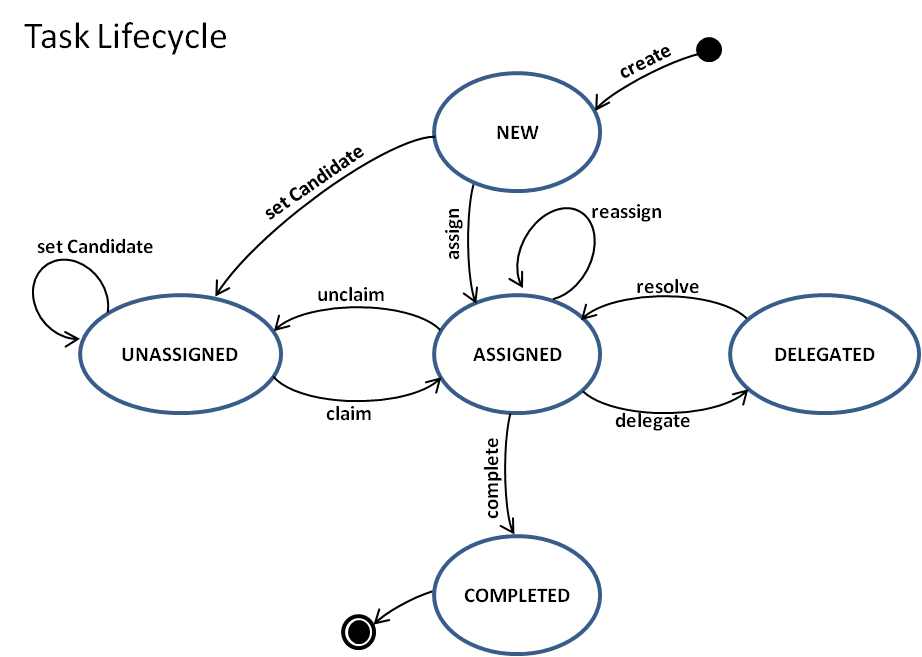 Task Lifecycle
create
NEW
set Candidate
assign
reassign
set Candidate
unclaim
resolve
UNASSIGNED
ASSIGNED
DELEGATED
claim
delegate
complete
COMPLETED